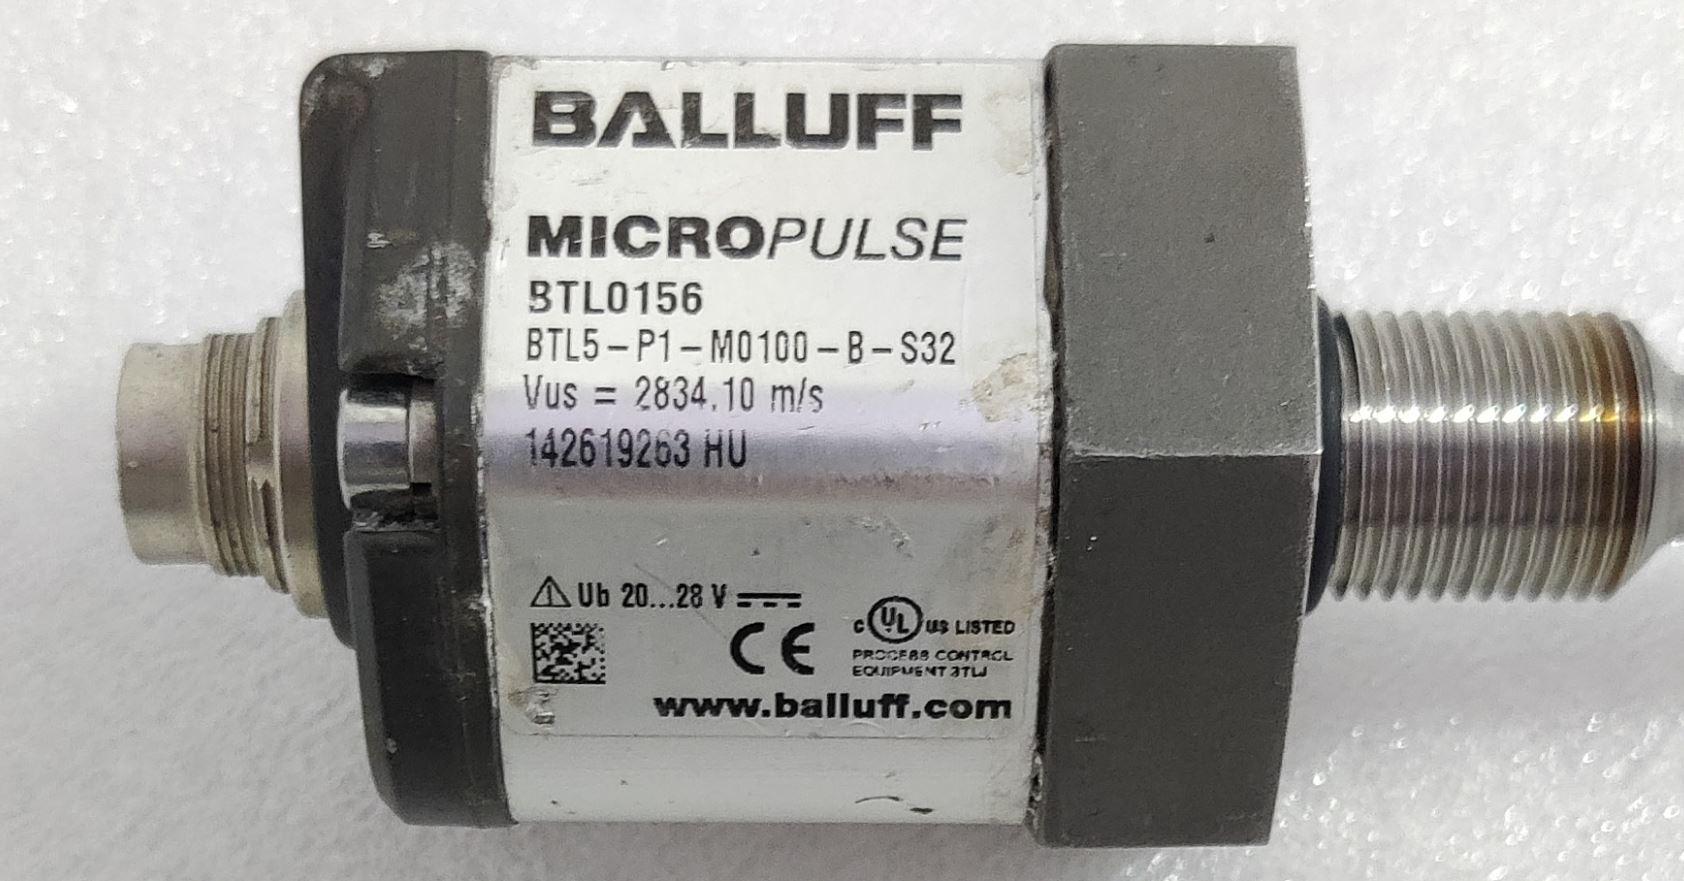 BALLUFF
MICROPULSE
BTL0156
BTL5-P1-M0100-B-S32
Vus = 2834.10 m/s
142619263 HU
Ub 20...28 V
CE
c UL us LISTED
PROCESS CONTROL
EQUIPMENT 3TLJ
www.balluff.com